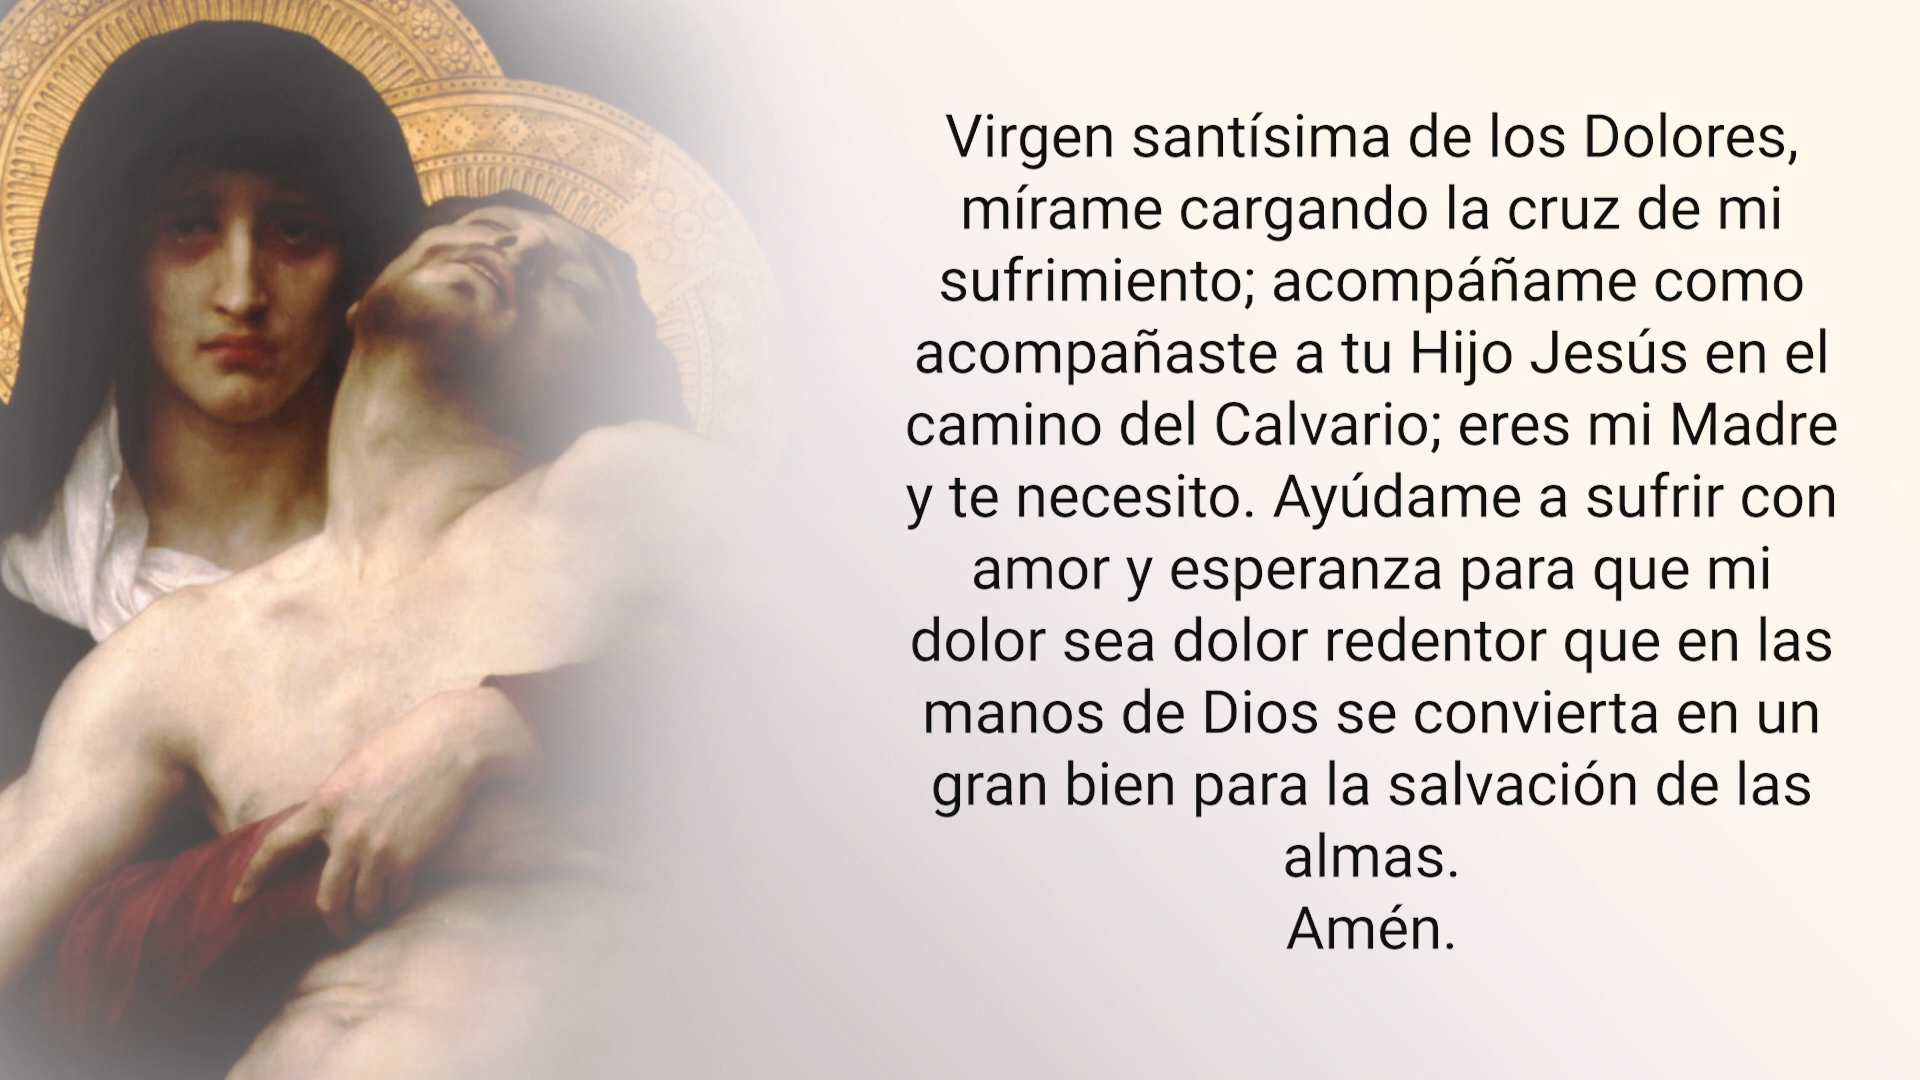 Virgen santísima de los Dolores,
mírame cargando la cruz de mi
sufrimiento; acompáñame como
acompañaste a tu Hijo Jesús en el
camino del Calvario; eres mi Madre
y te necesito. Ayúdame a sufrir con
amor y esperanza para que mi
dolor sea dolor redentor que en las
manos de Dios se convierta en un
gran bien para la salvación de las
almas.
Amén.